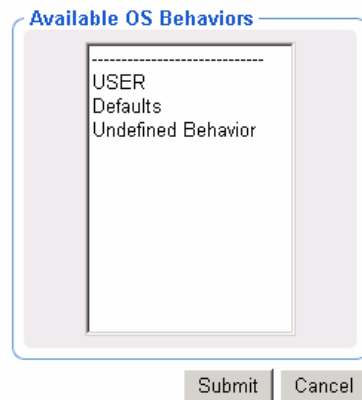 Available OS Behaviors
----------------------------
USER
Defaults
Undefined Behavior
Submit Cancel